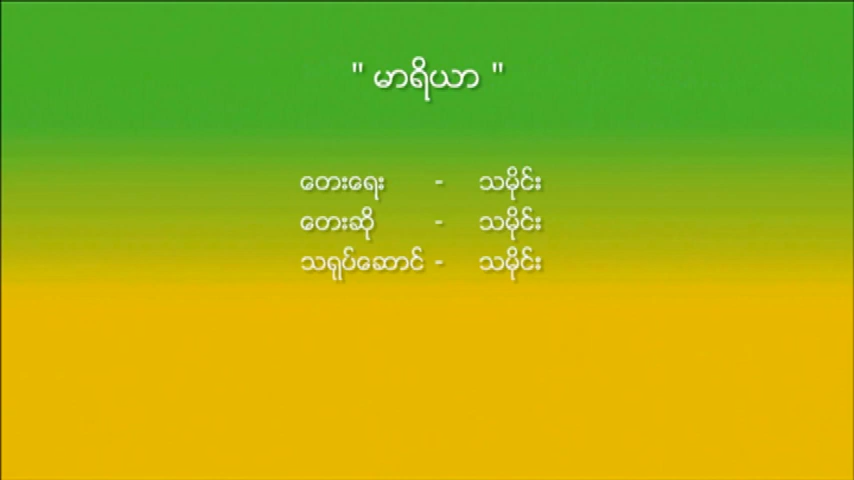 " မာရိယာ "
တေးရေး - သမိုင်း
တေးဆို - သမိုင်း
သရုပ်ဆောင် - သမိုင်း